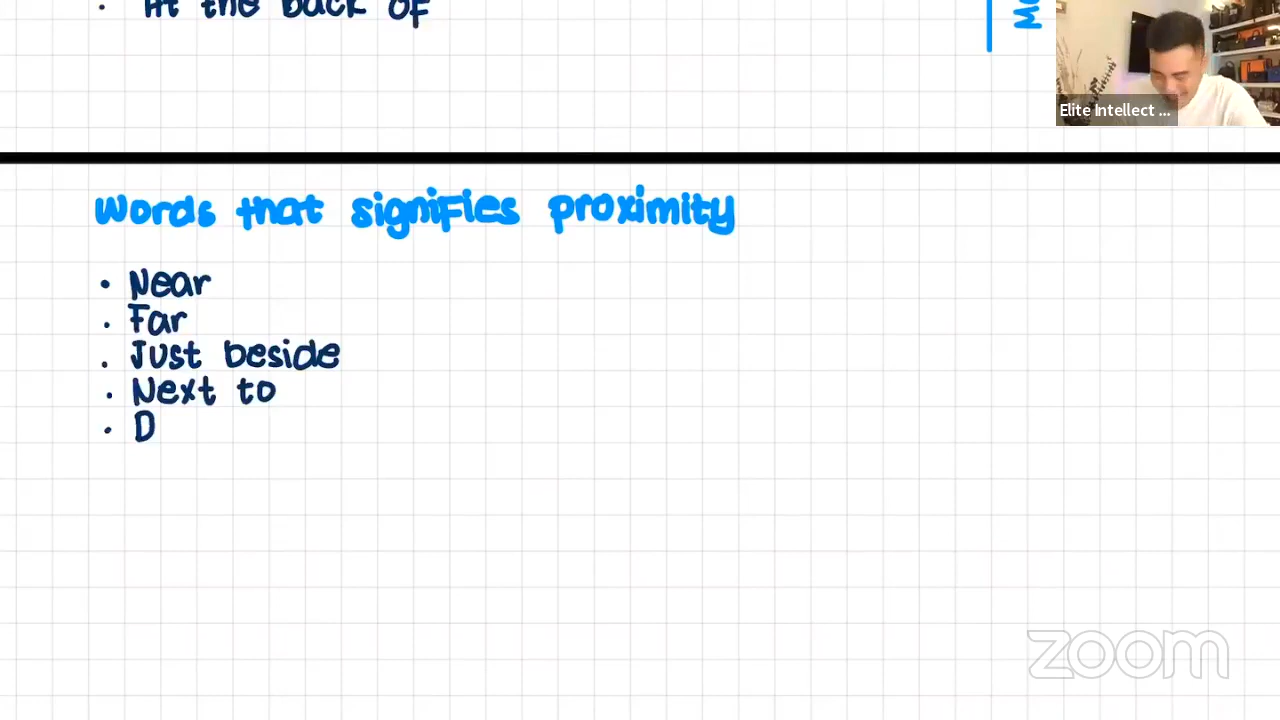 · At the back of
Elite Intellect ...
Words that signifies proximity
· Near
· Far
· Just beside
· Next to
· D
zoom